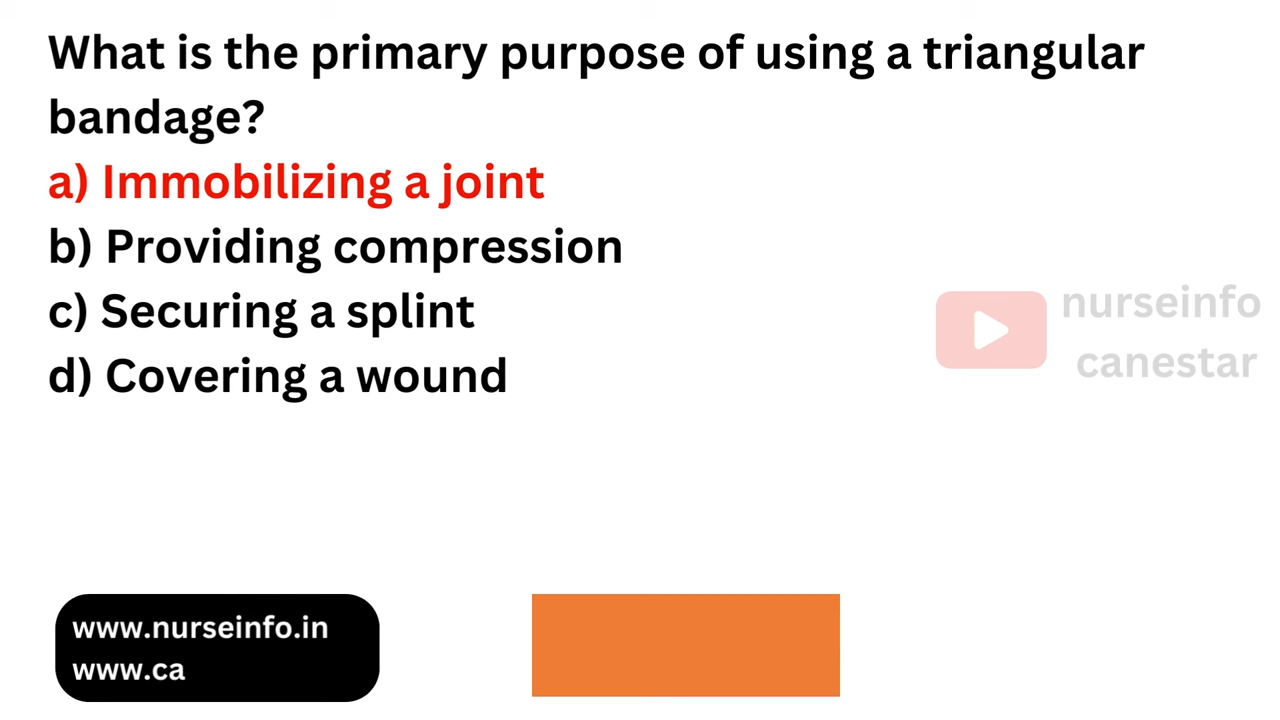 What is the primary purpose of using a triangular
bandage?
a) Immobilizing a joint
b) Providing compression
c) Securing a splint
d) Covering a wound
nurseinfo
canestar
www.nurseinfo.in
www.ca